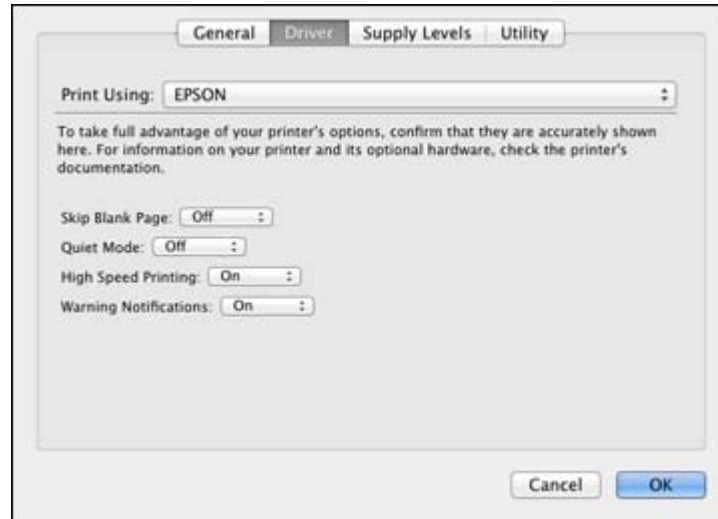 General Driver Supply Levels Utility
Print Using: EPSON
To take full advantage of your printer's options, confirm that they are accurately shown
here. For information on your printer and its optional hardware, check the printer's
documentation.
Skip Blank Page: Off
Quiet Mode: Off
High Speed Printing: On
Warning Notifications: On
Cancel OK